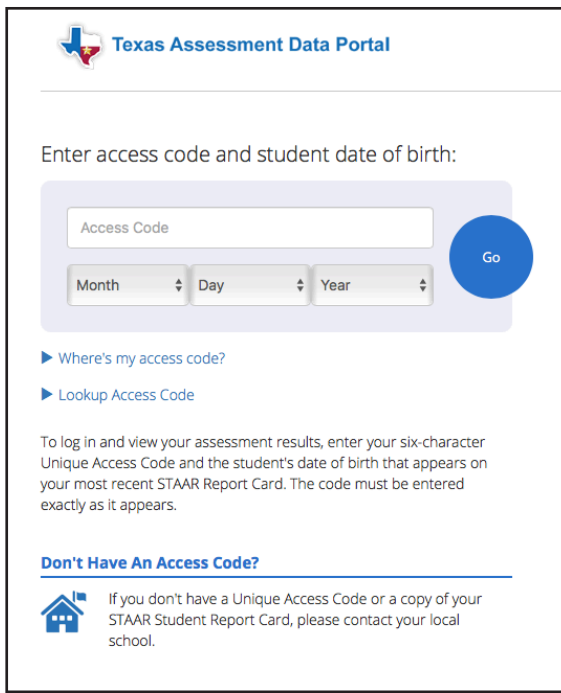 Texas Assessment Data Portal
Enter access code and student date of birth:
Access Code
Go
Month Day Year
Where's my access code?
Lookup Access Code
To log in and view your assessment results, enter your six-character
Unique Access Code and the student's date of birth that appears on
your most recent STAAR Report Card. The code must be entered
exactly as it appears.
Don't Have An Access Code?
If you don't have a Unique Access Code or a copy of your
STAAR Student Report Card, please contact your local
school.